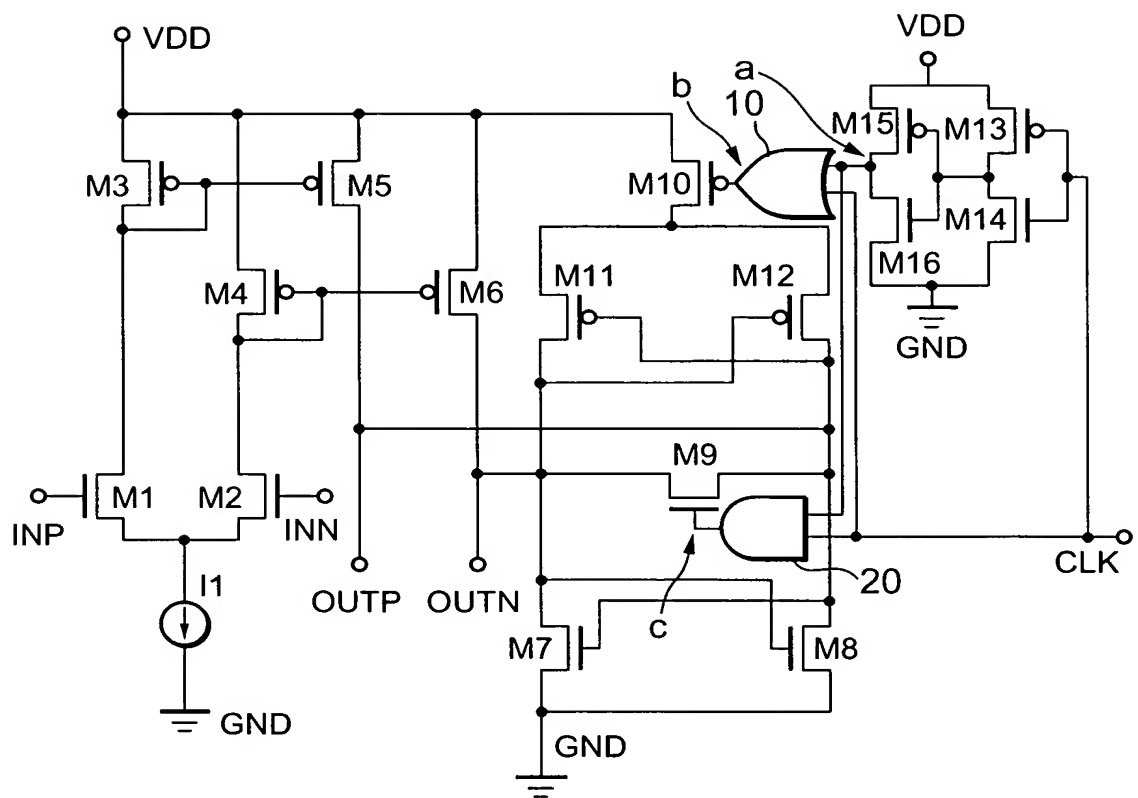 VDD
VDD
a
b
10
M15
M13
M3
M5
M10
M14
M16
M11
M12
M4
M6
GND
M9
M1
M2
INP
INN
CLK
20
I1
OUTP
OUTN
c
M7
M8
GND
GND